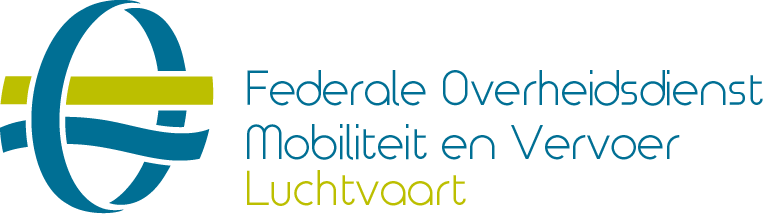 Federale Overheidsdienst
Mobiliteit en Vervoer
Luchtvaart